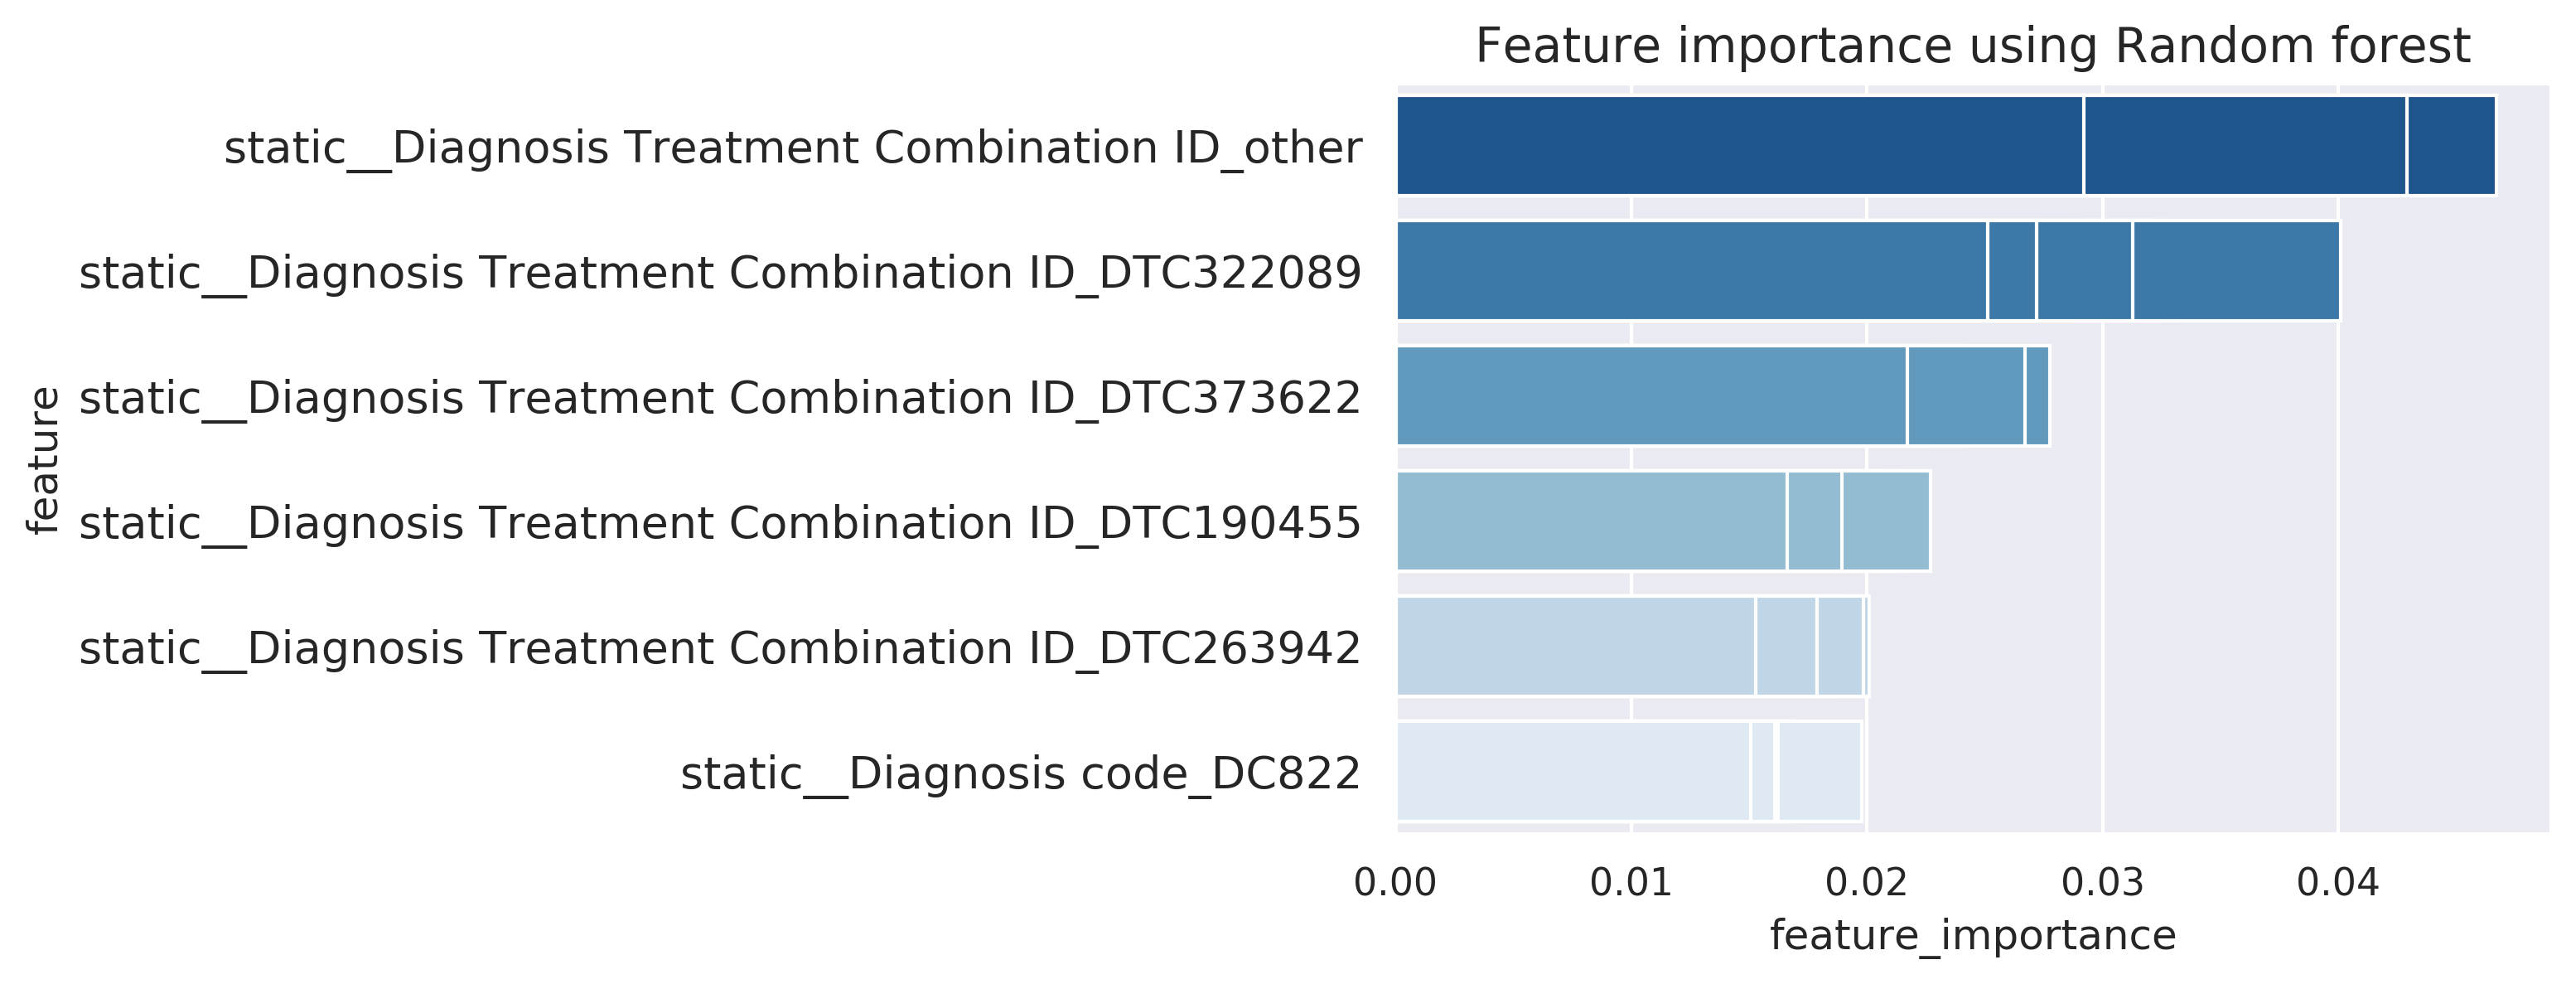 Feature importance using Random forest
feature
static__Diagnosis Treatment Combination ID_other
static__Diagnosis Treatment Combination ID_DTC322089
static__Diagnosis Treatment Combination ID_DTC373622
static__Diagnosis Treatment Combination ID_DTC190455
static__Diagnosis Treatment Combination ID_DTC263942
static__Diagnosis code_DC822
0.00 0.01 0.02 0.03 0.04
feature_importance